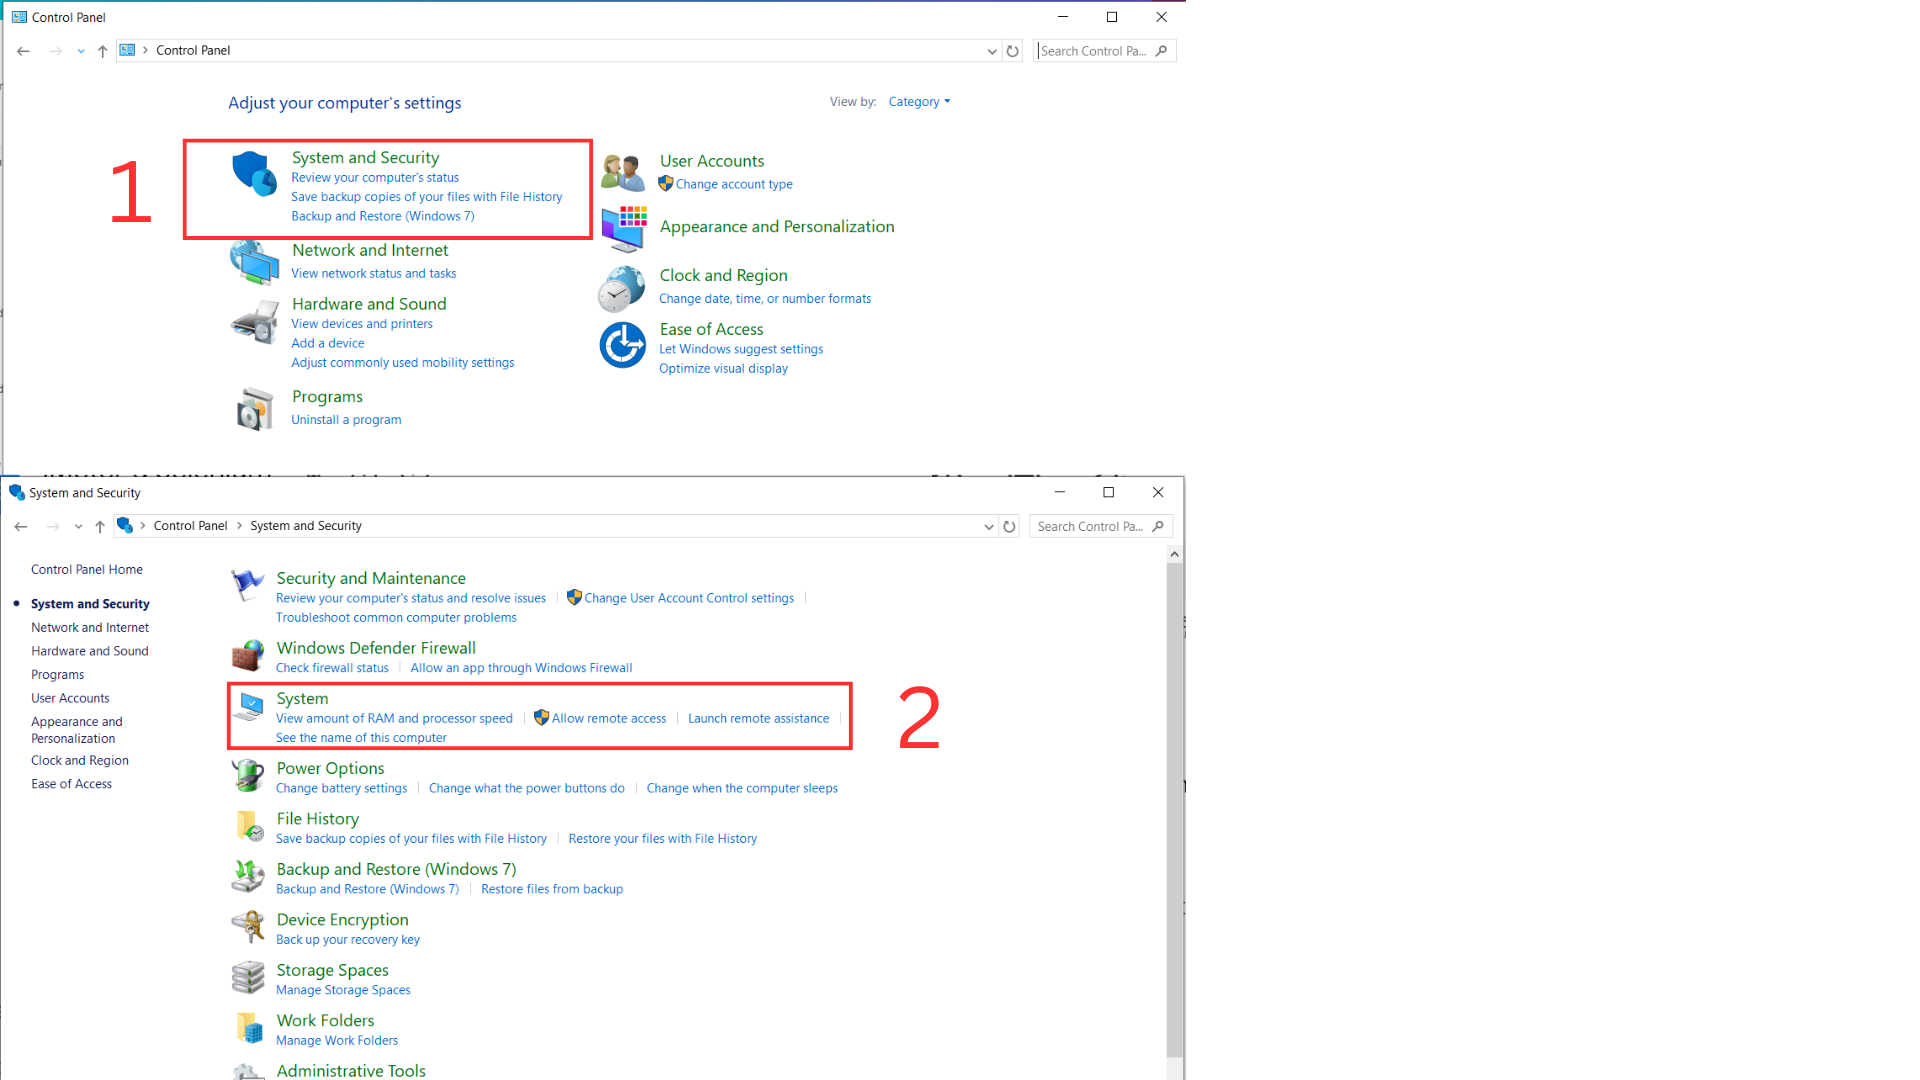 Control Panel
Control Panel
Search Control Pa...
Adjust your computer's settings
View by: Category
1
System and Security
Review your computer's status
Save backup copies of your files with File History
Backup and Restore (Windows 7)
Network and Internet
View network status and tasks
Hardware and Sound
View devices and printers
Add a device
Adjust commonly used mobility settings
Programs
Uninstall a program
User Accounts
Change account type
Appearance and Personalization
Clock and Region
Change date, time, or number formats
Ease of Access
Let Windows suggest settings
Optimize visual display
System and Security
Control Panel > System and Security
Search Control Pa...
Control Panel Home
System and Security
Network and Internet
Hardware and Sound
Programs
User Accounts
Appearance and
Personalization
Clock and Region
Ease of Access
Security and Maintenance
Review your computer's status and resolve issues | Change User Account Control settings |
Troubleshoot common computer problems
Windows Defender Firewall
Check firewall status | Allow an app through Windows Firewall
System
View amount of RAM and processor speed | Allow remote access | Launch remote assistance |
See the name of this computer
2
Power Options
Change battery settings | Change what the power buttons do | Change when the computer sleeps
File History
Save backup copies of your files with File History | Restore your files with File History
Backup and Restore (Windows 7)
Backup and Restore (Windows 7) | Restore files from backup
Device Encryption
Back up your recovery key
Storage Spaces
Manage Storage Spaces
Work Folders
Manage Work Folders
Administrative Tools